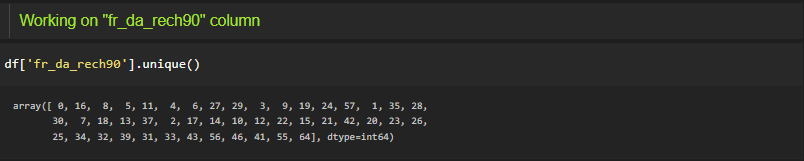 Working on "fr_da_rech90" column
df['fr_da_rech90'].unique()
array([ 0, 16,  8,  5, 11,  4,  6, 27, 29,  3,  9, 19, 24, 57,  1, 35, 28,
       30,  7, 18, 13, 37,  2, 17, 14, 10, 12, 22, 15, 21, 42, 20, 23, 26,
       25, 34, 32, 39, 31, 33, 43, 56, 46, 41, 55, 64], dtype=int64)